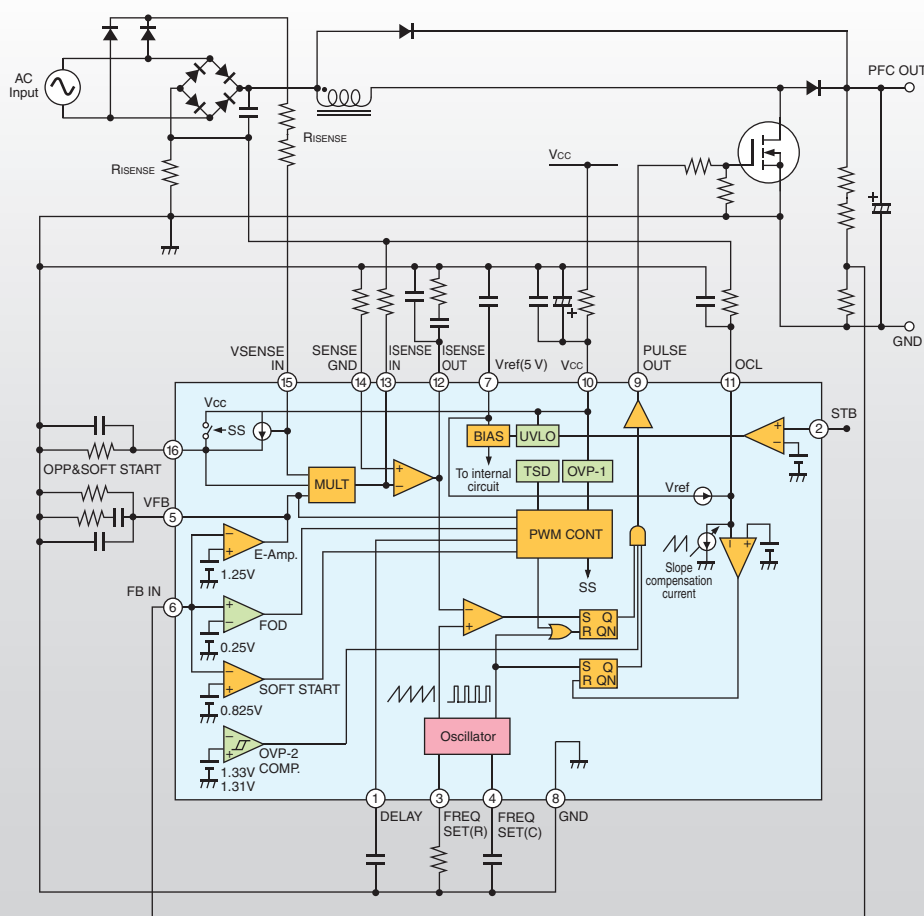 AC
Input
PFC OUT
RISENSE
RISENSE
VCC
GND
VSENSE
IN
SENSE
GND
ISENSE
IN
ISENSE
OUT
Vref(5 V)
VCC
PULSE
OUT
OCL
15
14
13
12
7
10
9
11
Vcc
SS
BIAS
UVLO
STB
2
16
OPP&SOFT START
To internal
circuit
TSD
OVP-1
MULT
Vref
VFB
5
PWM CONT
E-Amp.
1.25V
SS
Slope
compensation
current
FB IN
6
FOD
0.25V
S Q
R QN
SOFT START
0.825V
S Q
R QN
Oscillator
OVP-2
COMP.
1.33V
1.31V
1
DELAY
3
FREQ
SET(R)
4
FREQ
SET(C)
8
GND